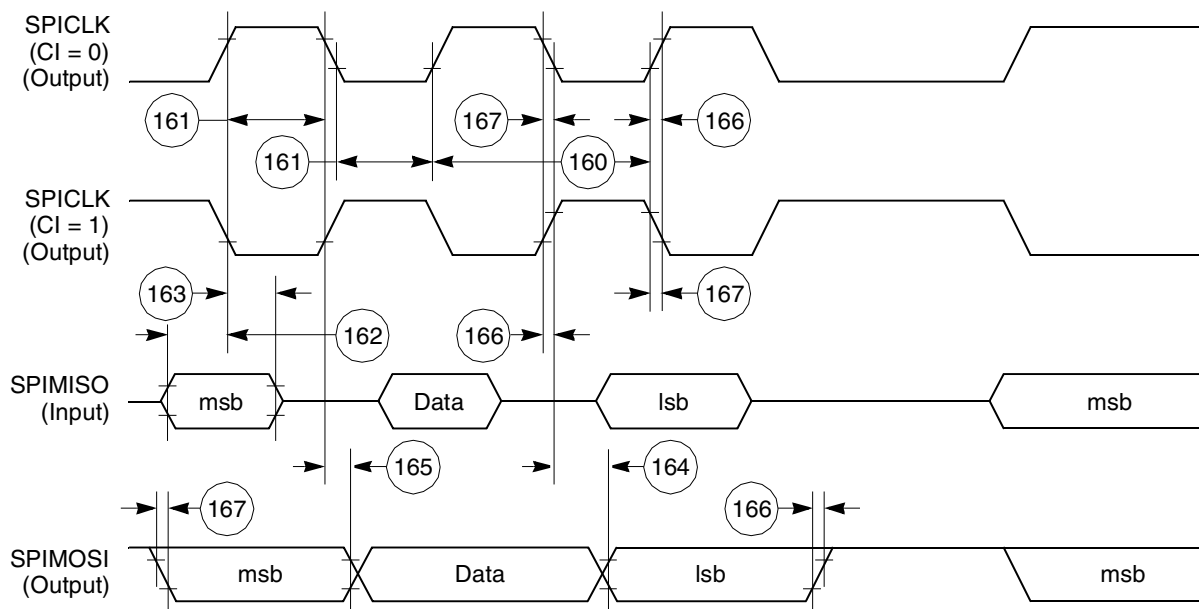 SPICLK
(CI = 0)
(Output)
161
167
166
161
160
SPICLK
(CI = 1)
(Output)
163
167
162
166
SPIMISO
(Input)
msb
Data
lsb
msb
165
164
167
166
SPIMOSI
(Output)
msb
Data
lsb
msb